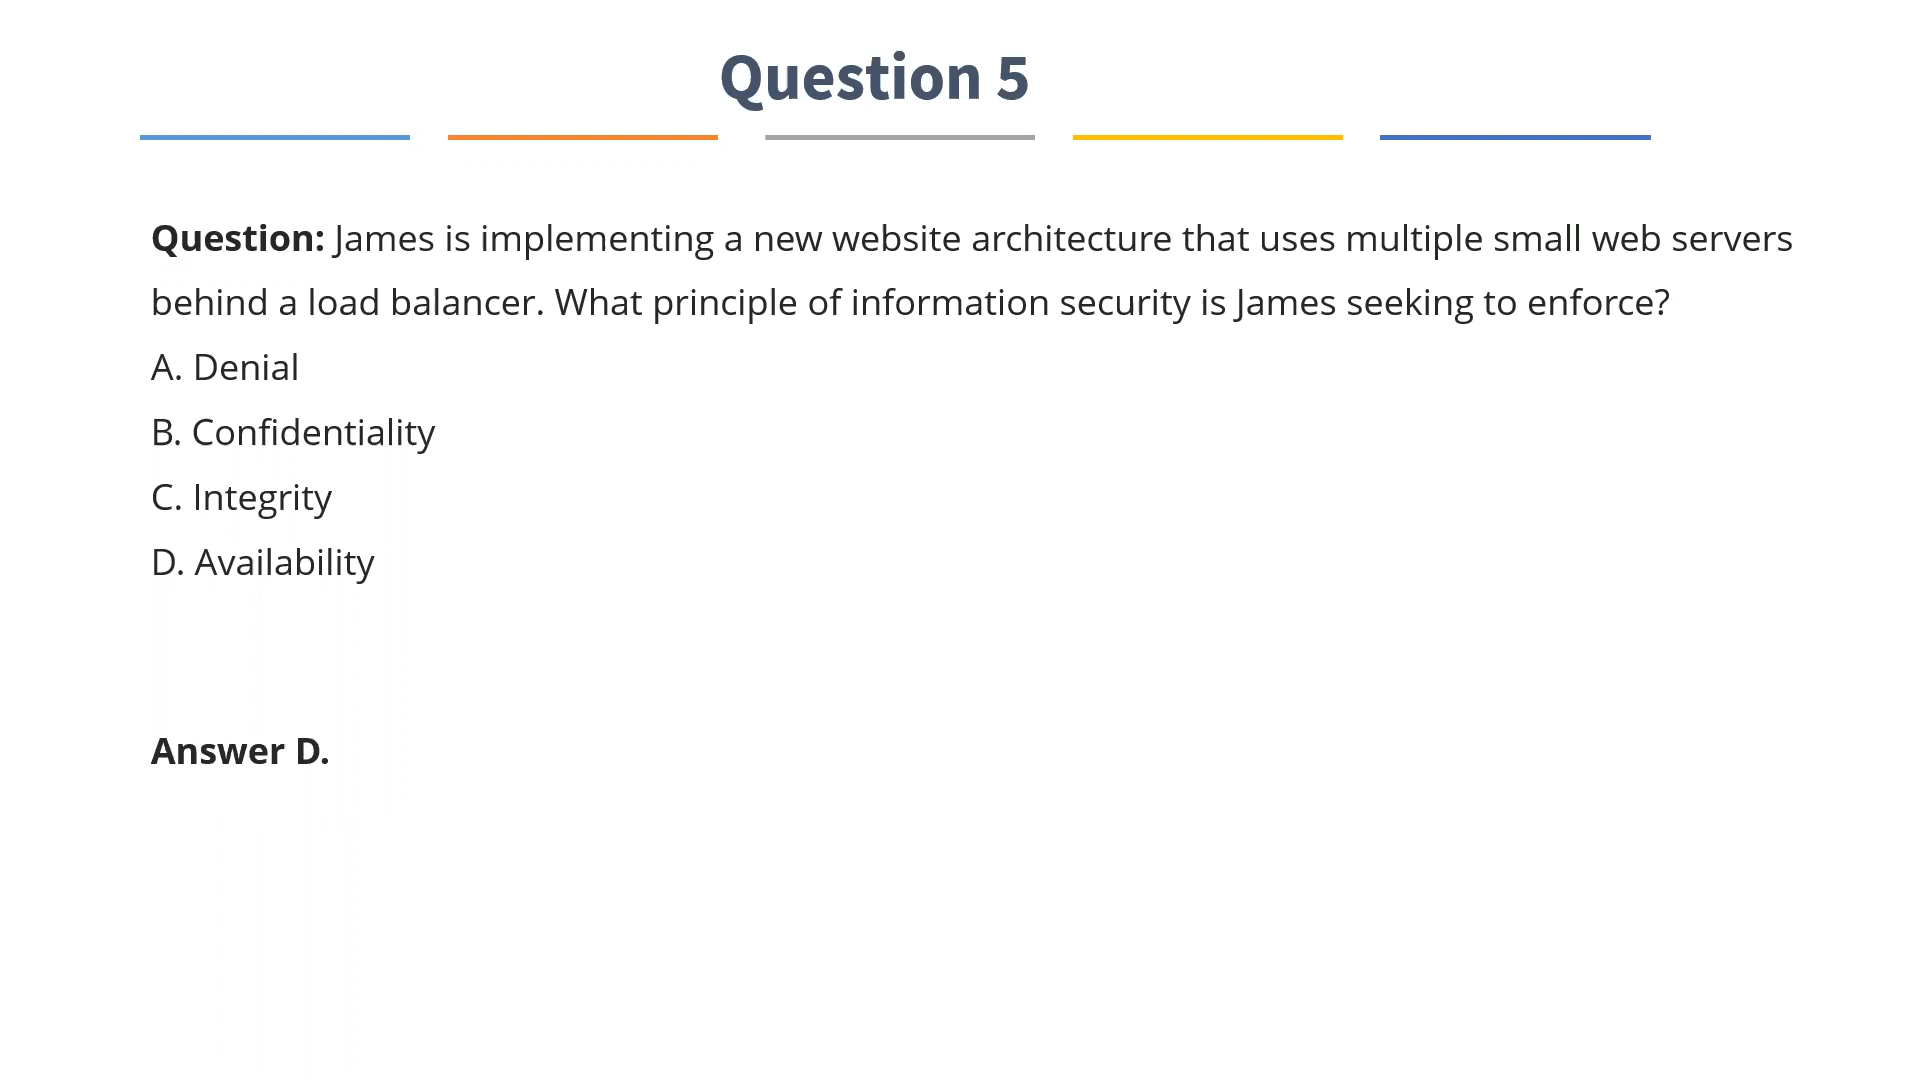 Question 5
Question: James is implementing a new website architecture that uses multiple small web servers
behind a load balancer. What principle of information security is James seeking to enforce?
A. Denial
B. Confidentiality
C. Integrity
D. Availability
Answer D.